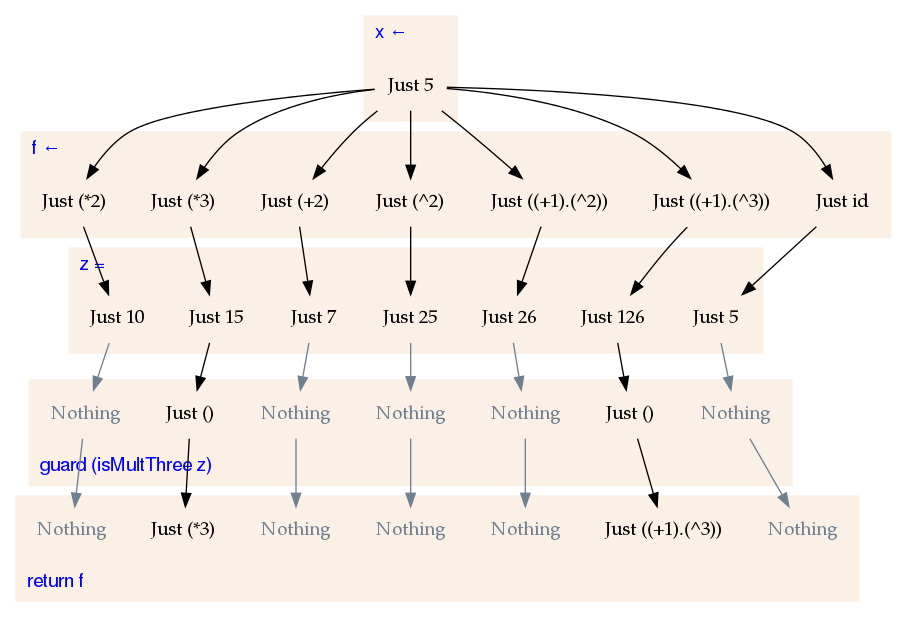 x ←
Just 5
f ←
Just (*2) Just (*3) Just (+2) Just (^2) Just ((+1).(^2)) Just ((+1).(^3)) Just id
z =
Just 10 Just 15 Just 7 Just 25 Just 26 Just 126 Just 5
Nothing Just () Nothing Nothing Nothing Just () Nothing
guard (isMultThree z)
Nothing Just (*3) Nothing Nothing Nothing Just ((+1).(^3)) Nothing
return f